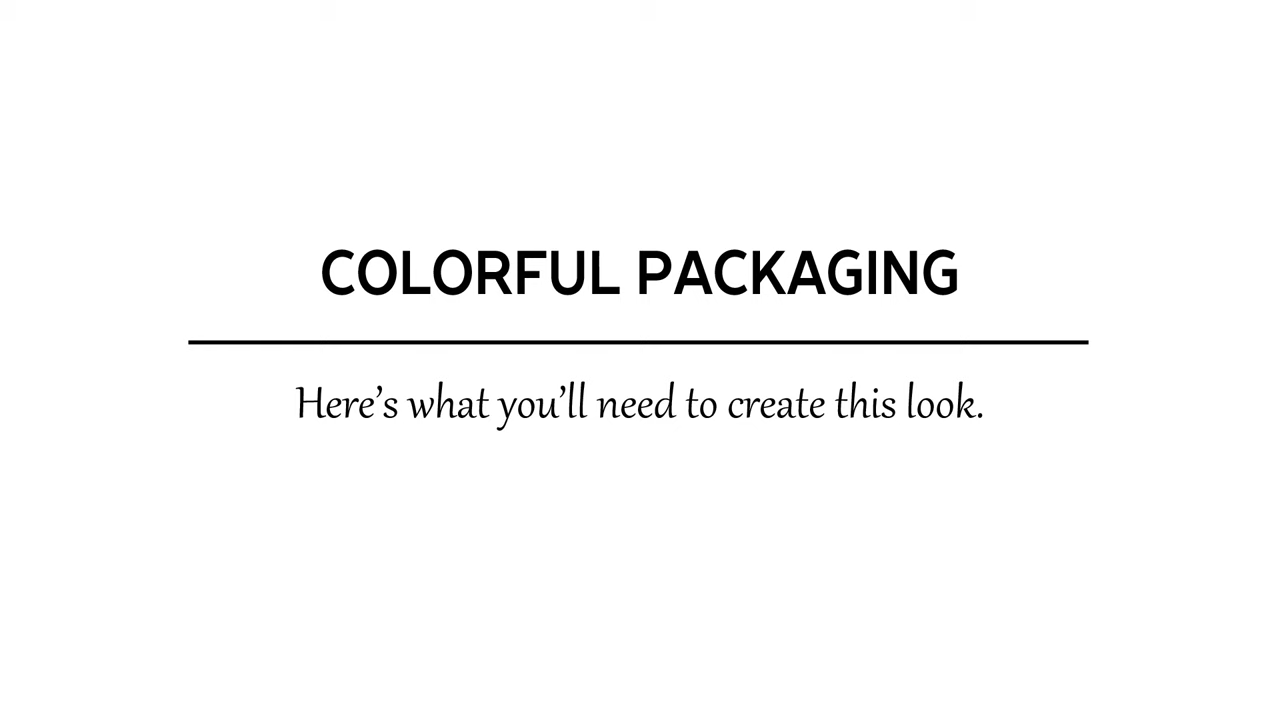 COLORFUL PACKAGING
Here’s what you’ll need to create this look.